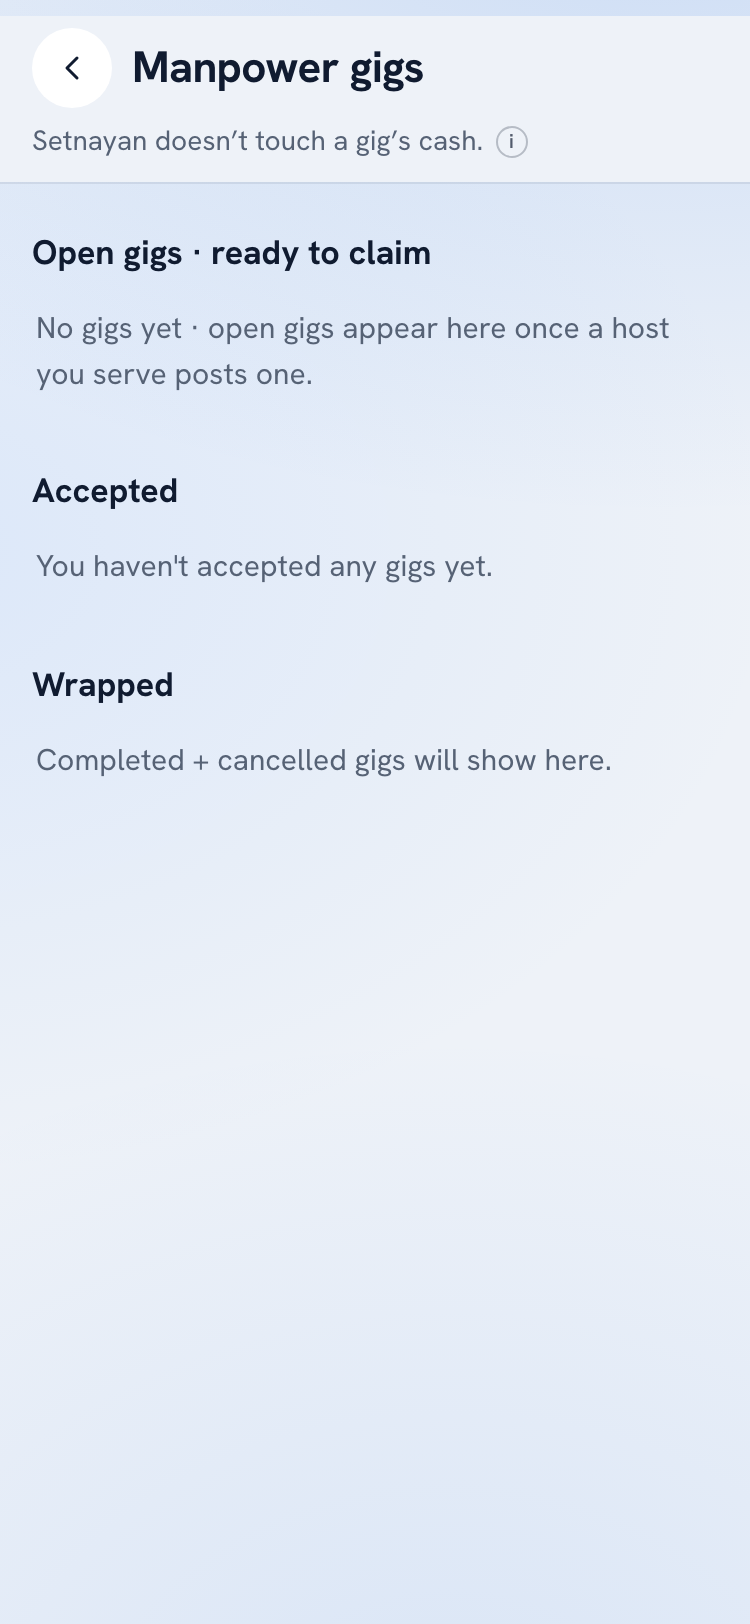 Manpower gigs
Setnayan doesn’t touch a gig’s cash. i
Open gigs · ready to claim
No gigs yet · open gigs appear here once a host
you serve posts one.
Accepted
You haven't accepted any gigs yet.
Wrapped
Completed + cancelled gigs will show here.